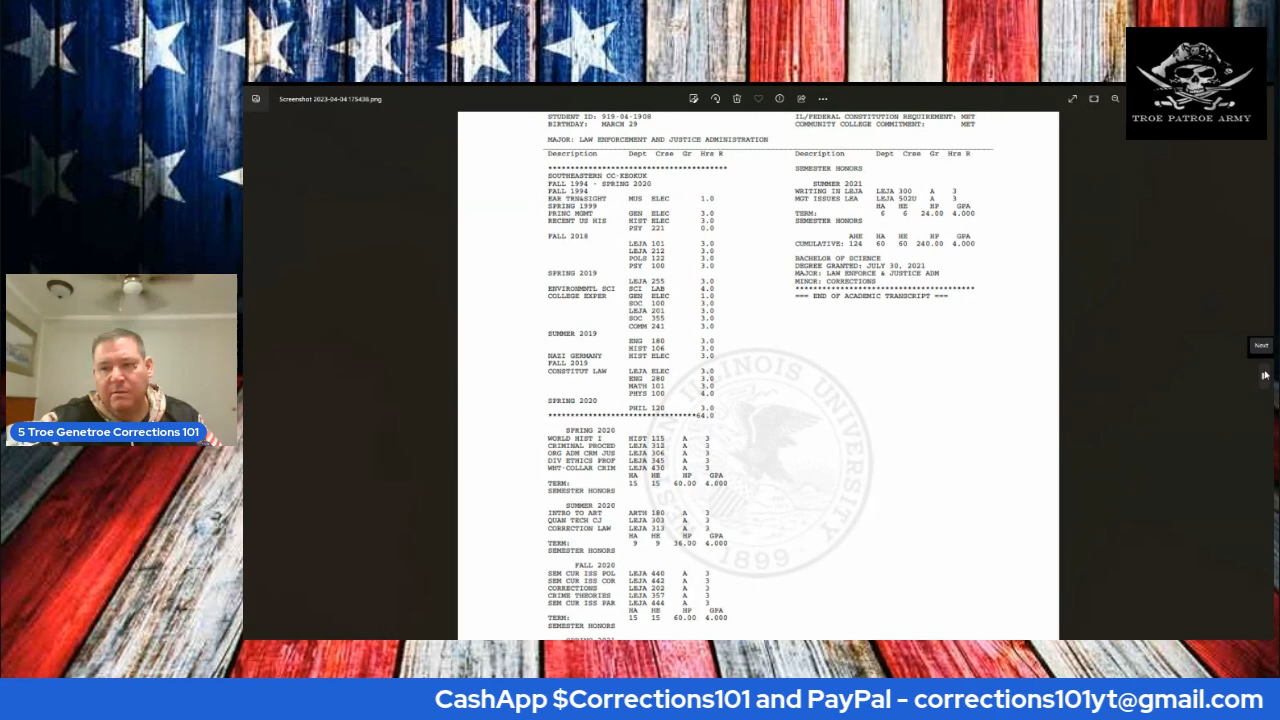 Screenshot 2023-04-04 175438.png
TROE PATROE ARMY
STUDENT ID: 919-04-1908
BIRTHDAY: MARCH 29
MAJOR: LAW ENFORCEMENT AND JUSTICE ADMINISTRATION
Description Dept Crse Gr Hrs R
****************************************
SOUTHEASTERN CC-KEOKUK
FALL 1994 - SPRING 2020
FALL 1994
EAR TRN&SIGHT MUS ELEC 1.0
SPRING 1999
PRINC MGMT GEN ELEC 3.0
RECENT US HIS HIST ELEC 3.0
PSY 221 0.0
FALL 2018
LEJA 101 3.0
LEJA 212 3.0
POLS 122 3.0
PSY 100 3.0
SPRING 2019
LEJA 255 3.0
ENVIRONMNTL SCI SCI LAB 4.0
COLLEGE EXPER GEN ELEC 1.0
SOC 100 3.0
LEJA 201 3.0
SOC 355 3.0
COMM 241 3.0
SUMMER 2019
ENG 180 3.0
HIST 106 3.0
NAZI GERMANY HIST ELEC 3.0
FALL 2019
CONSTITUT LAW LEJA ELEC 3.0
ENG 280 3.0
MATH 101 3.0
PHYS 100 4.0
SPRING 2020
PHIL 120 3.0
*********************************64.0
SPRING 2020
WORLD HIST I HIST 115 A 3
CRIMINAL PROCED LEJA 312 A 3
ORG ADM CRM JUS LEJA 306 A 3
DIV ETHICS PROF LEJA 345 A 3
WHT-COLLAR CRIM LEJA 430 A 3
HA HE HP GPA
TERM: 15 15 60.00 4.000
SEMESTER HONORS
SUMMER 2020
INTRO TO ART ARTH 180 A 3
QUAN TECH CJ LEJA 303 A 3
CORRECTION LAW LEJA 313 A 3
HA HE HP GPA
TERM: 9 9 36.00 4.000
SEMESTER HONORS
FALL 2020
SEM CUR ISS POL LEJA 440 A 3
SEM CUR ISS COR LEJA 442 A 3
CORRECTIONS LEJA 202 A 3
CRIME THEORIES LEJA 357 A 3
SEM CUR ISS PAR LEJA 444 A 3
HA HE HP GPA
TERM: 15 15 60.00 4.000
SEMESTER HONORS
IL/FEDERAL CONSTITUTION REQUIREMENT: MET
COMMUNITY COLLEGE COMMITMENT: MET
Description Dept Crse Gr Hrs R
SEMESTER HONORS
SUMMER 2021
WRITING IN LEJA LEJA 300 A 3
MGT ISSUES LEA LEJA 502U A 3
HA HE HP GPA
TERM: 6 6 24.00 4.000
SEMESTER HONORS
AHE HA HE HP GPA
CUMULATIVE: 124 60 60 240.00 4.000
BACHELOR OF SCIENCE
DEGREE GRANTED: JULY 30, 2021
MAJOR: LAW ENFORCE & JUSTICE ADM
MINOR: CORRECTIONS
****************************************
=== END OF ACADEMIC TRANSCRIPT ===
ILLINOIS UNIVERSITY
1899
Next
5 Troe Genetroe Corrections 101
CashApp $Corrections101 and PayPal - corrections101yt@gmail.com